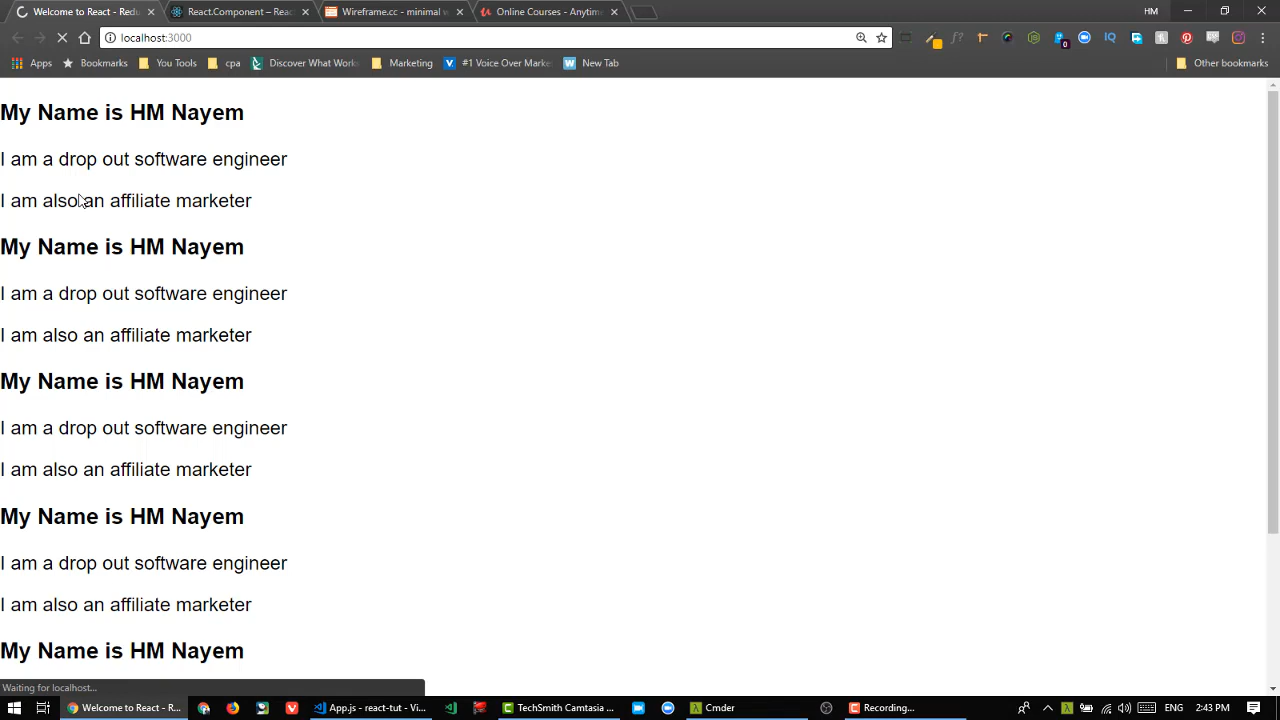 Welcome to React - Redu
React.Component – Reac
Wireframe.cc - minimal w
Online Courses - Anytime
HM
localhost:3000
Apps
Bookmarks
You Tools
cpa
Discover What Works
Marketing
#1 Voice Over Marke
New Tab
Other bookmarks
My Name is HM Nayem
I am a drop out software engineer
I am also an affiliate marketer
My Name is HM Nayem
I am a drop out software engineer
I am also an affiliate marketer
My Name is HM Nayem
I am a drop out software engineer
I am also an affiliate marketer
My Name is HM Nayem
I am a drop out software engineer
I am also an affiliate marketer
My Name is HM Nayem
Waiting for localhost...
Welcome to React - R...
App.js - react-tut - Vi...
TechSmith Camtasia ...
Cmder
Recording...
ENG
2:43 PM